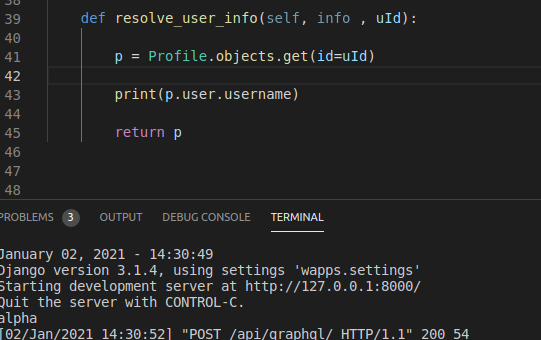 38
39 def resolve_user_info(self, info , uId):
40
41 p = Profile.objects.get(id=uId)
42
43 print(p.user.username)
44
45 return p
46
47
48
PROBLEMS 3 OUTPUT DEBUG CONSOLE TERMINAL
January 02, 2021 - 14:30:49
Django version 3.1.4, using settings 'wapps.settings'
Starting development server at http://127.0.0.1:8000/
Quit the server with CONTROL-C.
alpha
[02/Jan/2021 14:30:52] "POST /api/graphql/ HTTP/1.1" 200 54